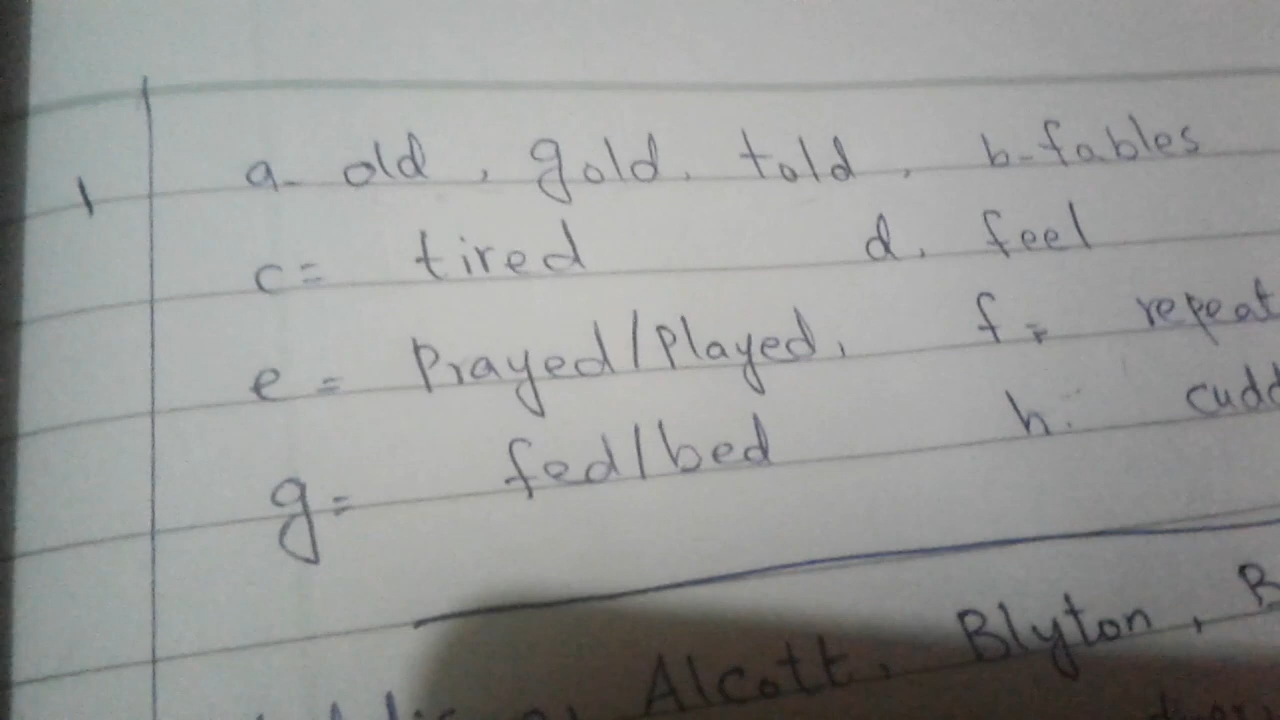 1 a- old, gold, told, b- fables
c= tired d. feel
e= Prayed/Played, f= repeat
g= fed/bed h. cudd
Alcott, Blyton,